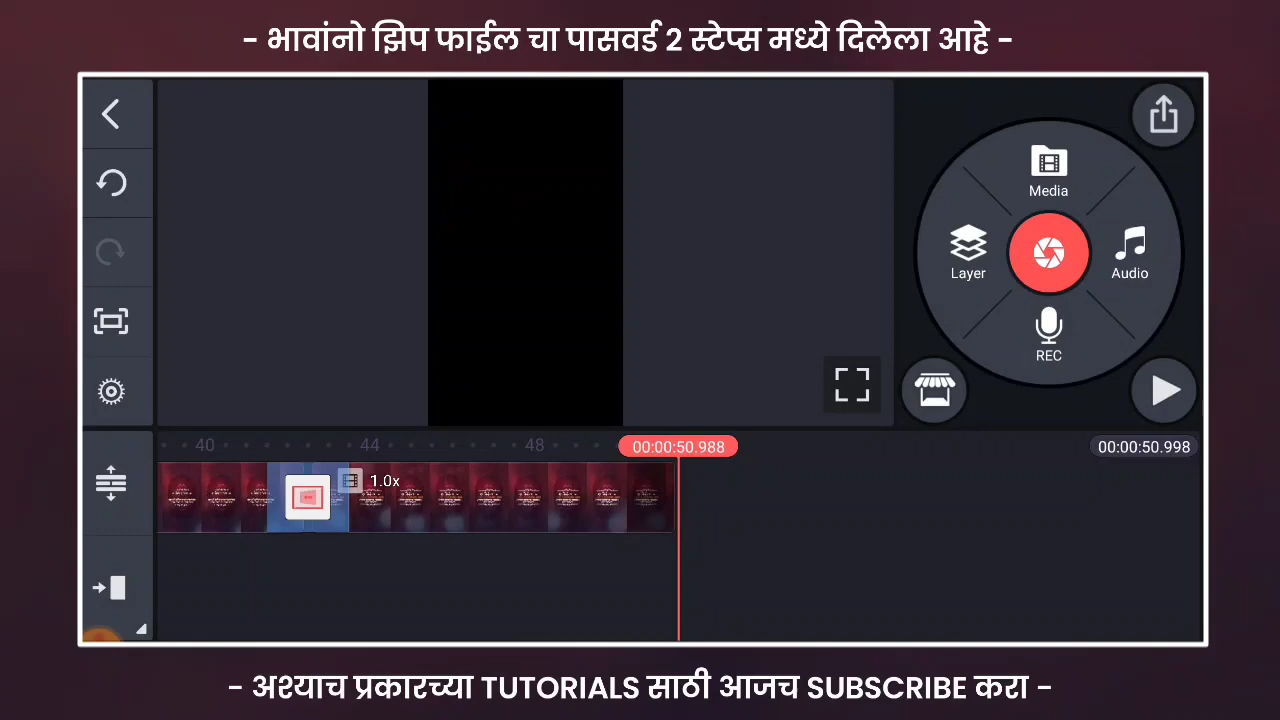 - भावांनो झिप फाईल चा पासवर्ड 2 स्टेप्स मध्ये दिलेला आहे -
Media
Layer
Audio
REC
40
44
48
00:00:50.988
00:00:50.998
1.0x
- अश्याच प्रकारच्या TUTORIALS साठी आजच SUBSCRIBE करा -